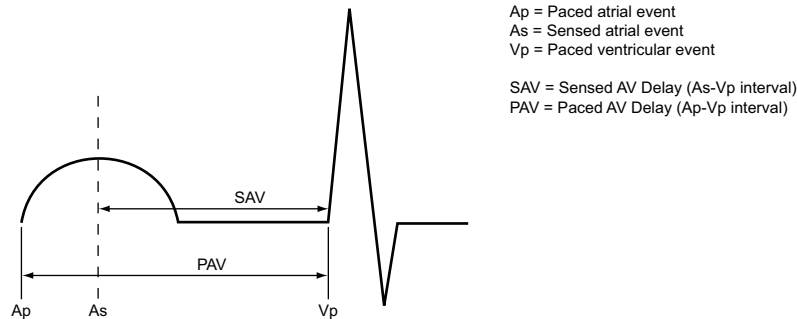 Ap = Paced atrial event
As = Sensed atrial event
Vp = Paced ventricular event
SAV = Sensed AV Delay (As-Vp interval)
PAV = Paced AV Delay (Ap-Vp interval)
SAV
PAV
Ap As Vp